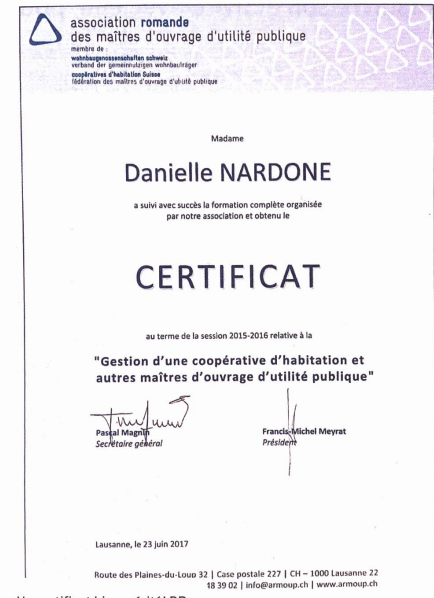 association romande
des maîtres d'ouvrage d'utilité publique
membre de :
wohnbaugenossenschaften schweiz
verband der gemeinnützigen wohnbauträger
coopératives d'habitation Suisse
fédération des maîtres d'ouvrage d'utilité publique
Madame
Danielle NARDONE
a suivi avec succès la formation complète organisée
par notre association et obtenu le
CERTIFICAT
au terme de la session 2015-2016 relative à la
"Gestion d'une coopérative d'habitation et
autres maîtres d'ouvrage d'utilité publique"
Pascal Magnin
Secrétaire général
Francis-Michel Meyrat
Président
Lausanne, le 23 juin 2017
Route des Plaines-du-Loup 32 | Case postale 227 | CH – 1000 Lausanne 22
18 39 02 | info@armoup.ch | www.armoup.ch